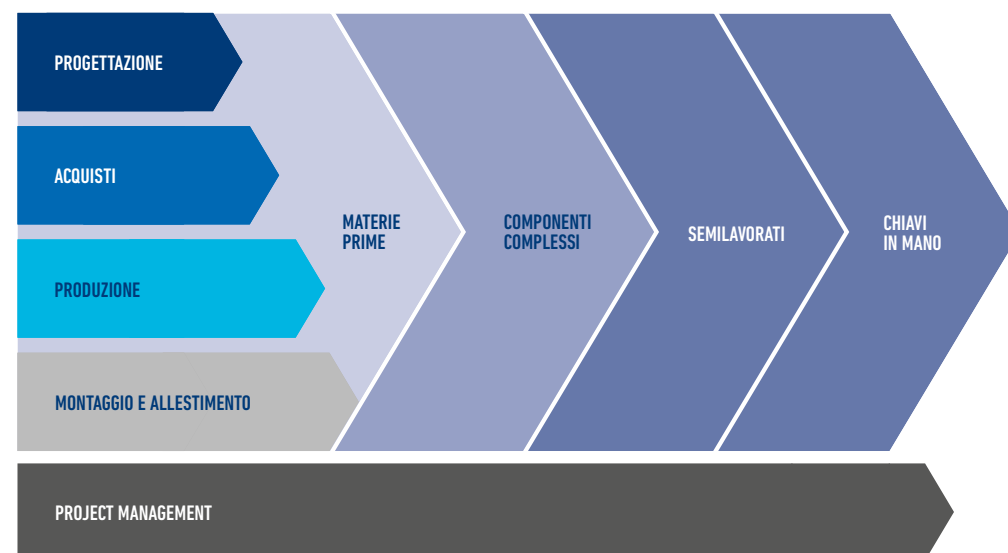 PROGETTAZIONE
ACQUISTI
PRODUZIONE
MONTAGGIO E ALLESTIMENTO
MATERIE
PRIME
COMPONENTI
COMPLESSI
SEMILAVORATI
CHIAVI
IN MANO
PROJECT MANAGEMENT